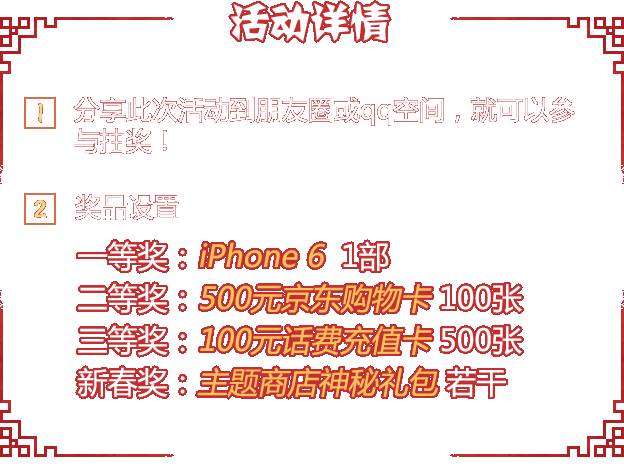 活动详情
1 分享此次活动到朋友圈或qq空间，就可以参
与抽奖！
2 奖品设置
一等奖：iPhone 6 1部
二等奖：500元京东购物卡 100张
三等奖：100元话费充值卡 500张
新春奖：主题商店神秘礼包 若干